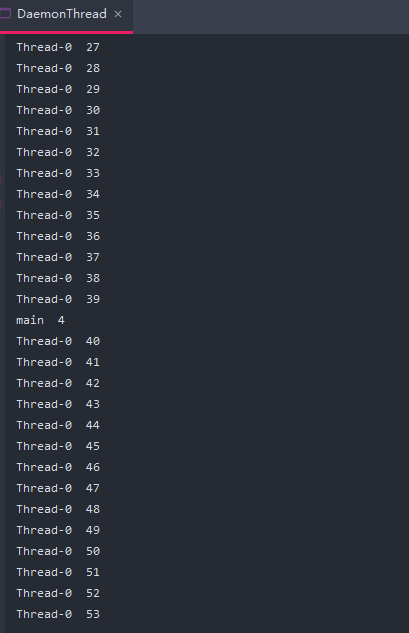 DaemonThread ×
Thread-0 27
Thread-0 28
Thread-0 29
Thread-0 30
Thread-0 31
Thread-0 32
Thread-0 33
Thread-0 34
Thread-0 35
Thread-0 36
Thread-0 37
Thread-0 38
Thread-0 39
main 4
Thread-0 40
Thread-0 41
Thread-0 42
Thread-0 43
Thread-0 44
Thread-0 45
Thread-0 46
Thread-0 47
Thread-0 48
Thread-0 49
Thread-0 50
Thread-0 51
Thread-0 52
Thread-0 53